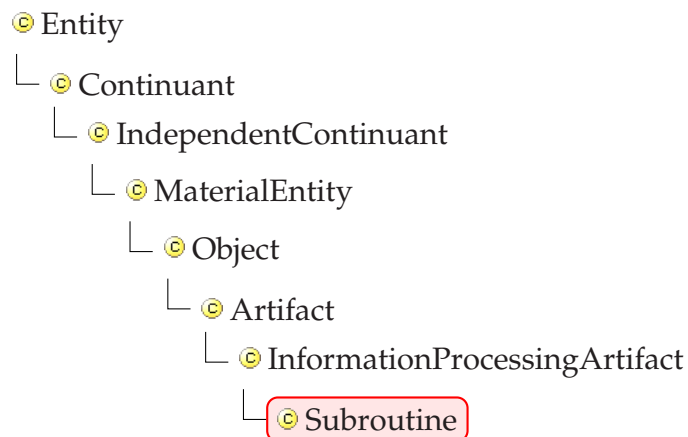 Entity
Continuant
IndependentContinuant
MaterialEntity
Object
Artifact
InformationProcessingArtifact
Subroutine